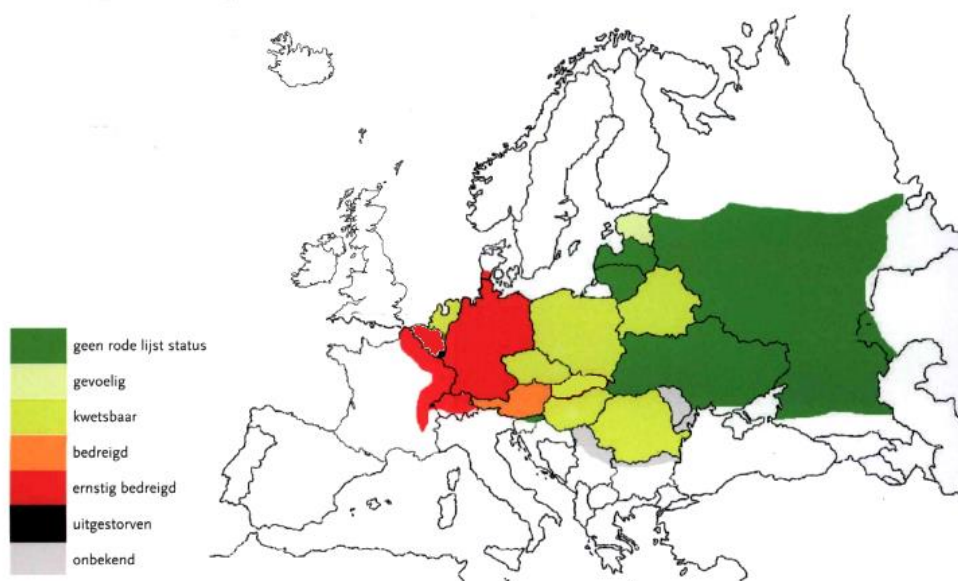 geen rode lijst status
gevoelig
kwetsbaar
bedreigd
ernstig bedreigd
uitgestorven
onbekend